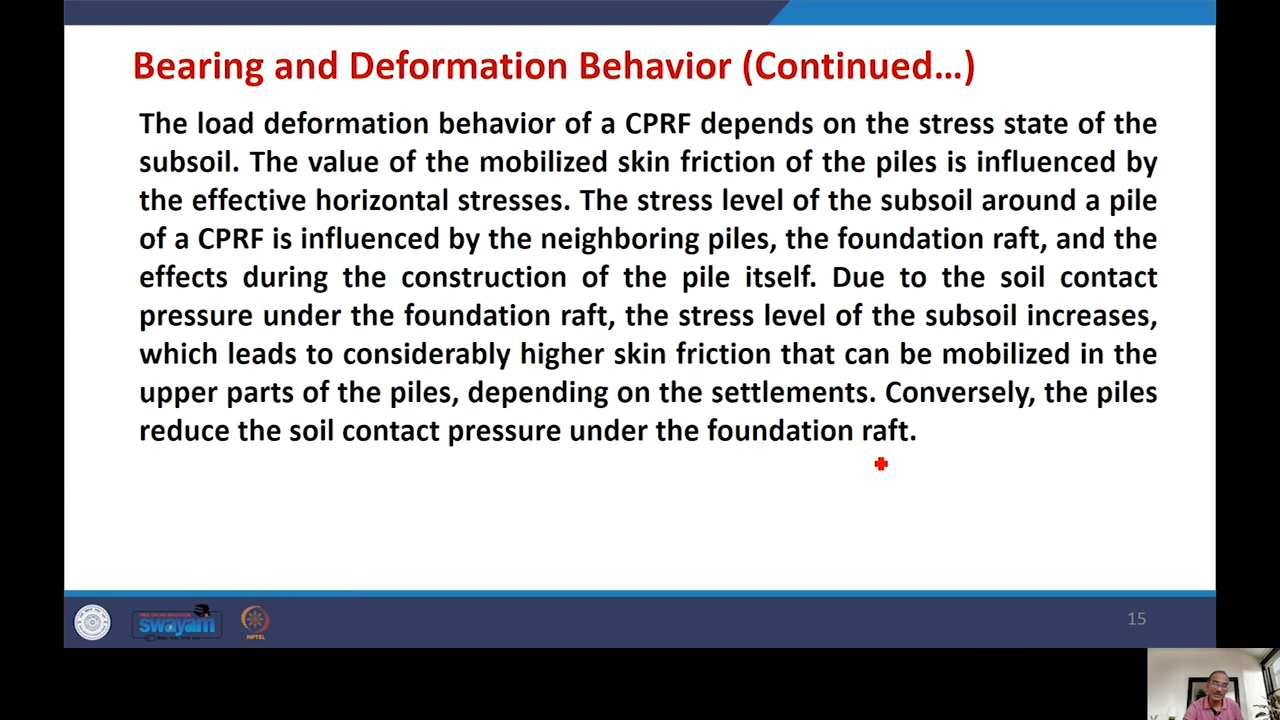 Bearing and Deformation Behavior (Continued…)
The load deformation behavior of a CPRF depends on the stress state of the
subsoil. The value of the mobilized skin friction of the piles is influenced by
the effective horizontal stresses. The stress level of the subsoil around a pile
of a CPRF is influenced by the neighboring piles, the foundation raft, and the
effects during the construction of the pile itself. Due to the soil contact
pressure under the foundation raft, the stress level of the subsoil increases,
which leads to considerably higher skin friction that can be mobilized in the
upper parts of the piles, depending on the settlements. Conversely, the piles
reduce the soil contact pressure under the foundation raft.
swayam
NPTEL
15